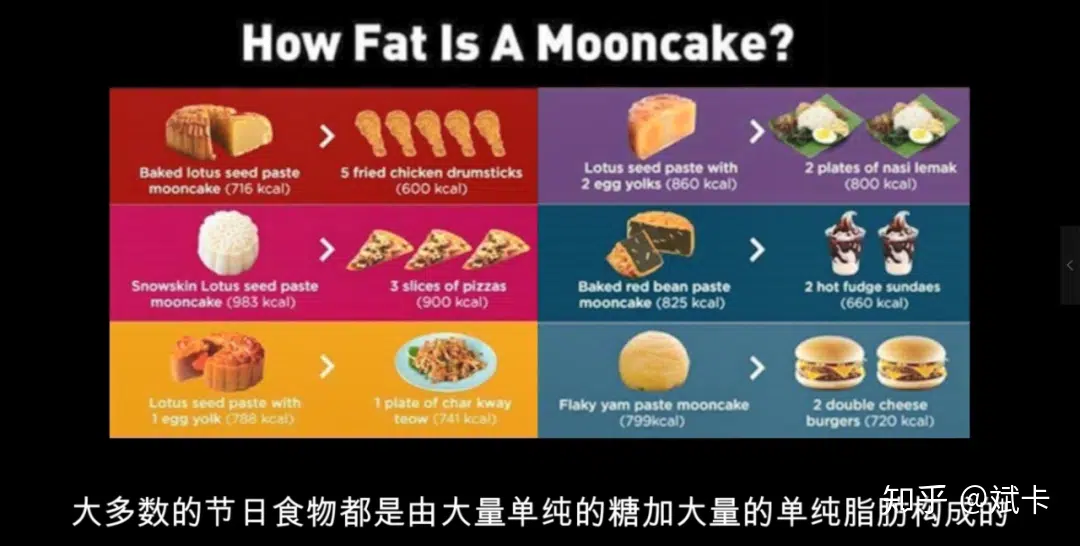 How Fat Is A Mooncake?
Baked lotus seed paste
mooncake (716 kcal)
5 fried chicken drumsticks
(600 kcal)
Lotus seed paste with
2 egg yolks (860 kcal)
2 plates of nasi lemak
(800 kcal)
Snowskin Lotus seed paste
mooncake (983 kcal)
3 slices of pizzas
(900 kcal)
Baked red bean paste
mooncake (825 kcal)
2 hot fudge sundaes
(660 kcal)
Lotus seed paste with
1 egg yolk (788 kcal)
1 plate of char kway
teow (741 kcal)
Flaky yam paste mooncake
(799kcal)
2 double cheese
burgers (720 kcal)
大多数的节日食物都是由大量单纯的糖加大量的单纯脂肪构成的
知乎 @斌卡